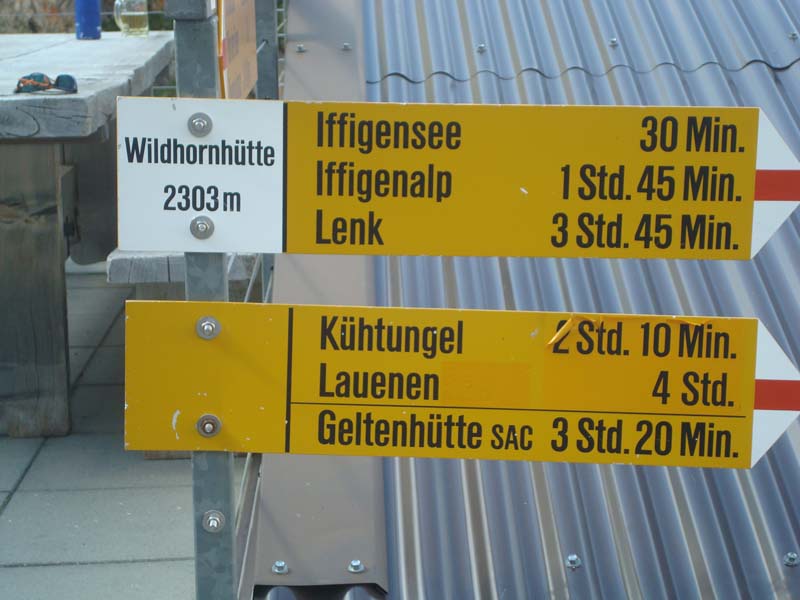 Wildhornhütte
2303 m
Iffigensee 30 Min.
Iffigenalp 1 Std. 45 Min.
Lenk 3 Std. 45 Min.
Kühtungel 2 Std. 10 Min.
Lauenen 4 Std.
Geltenhütte SAC 3 Std. 20 Min.